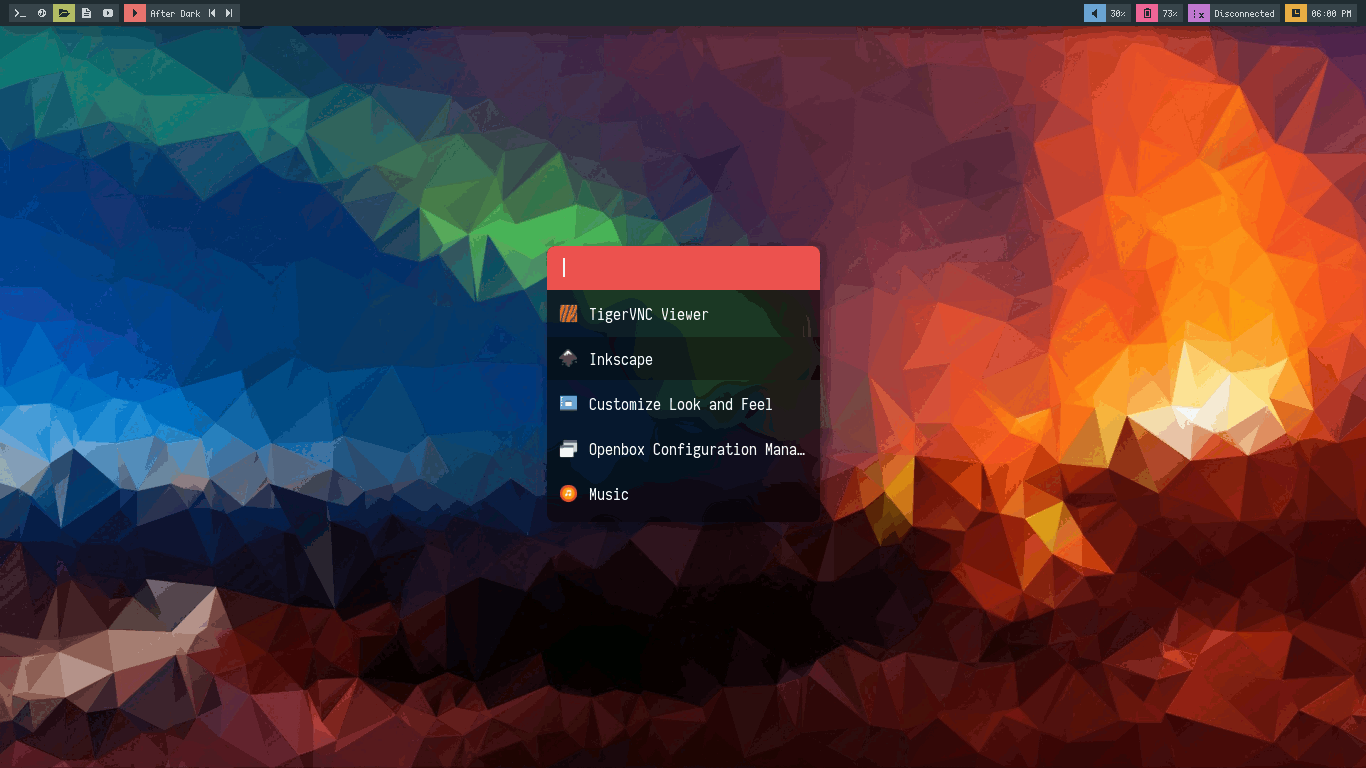 After Dark
30%
73%
Disconnected
06:00 PM
TigerVNC Viewer
Inkscape
Customize Look and Feel
Openbox Configuration Mana…
Music